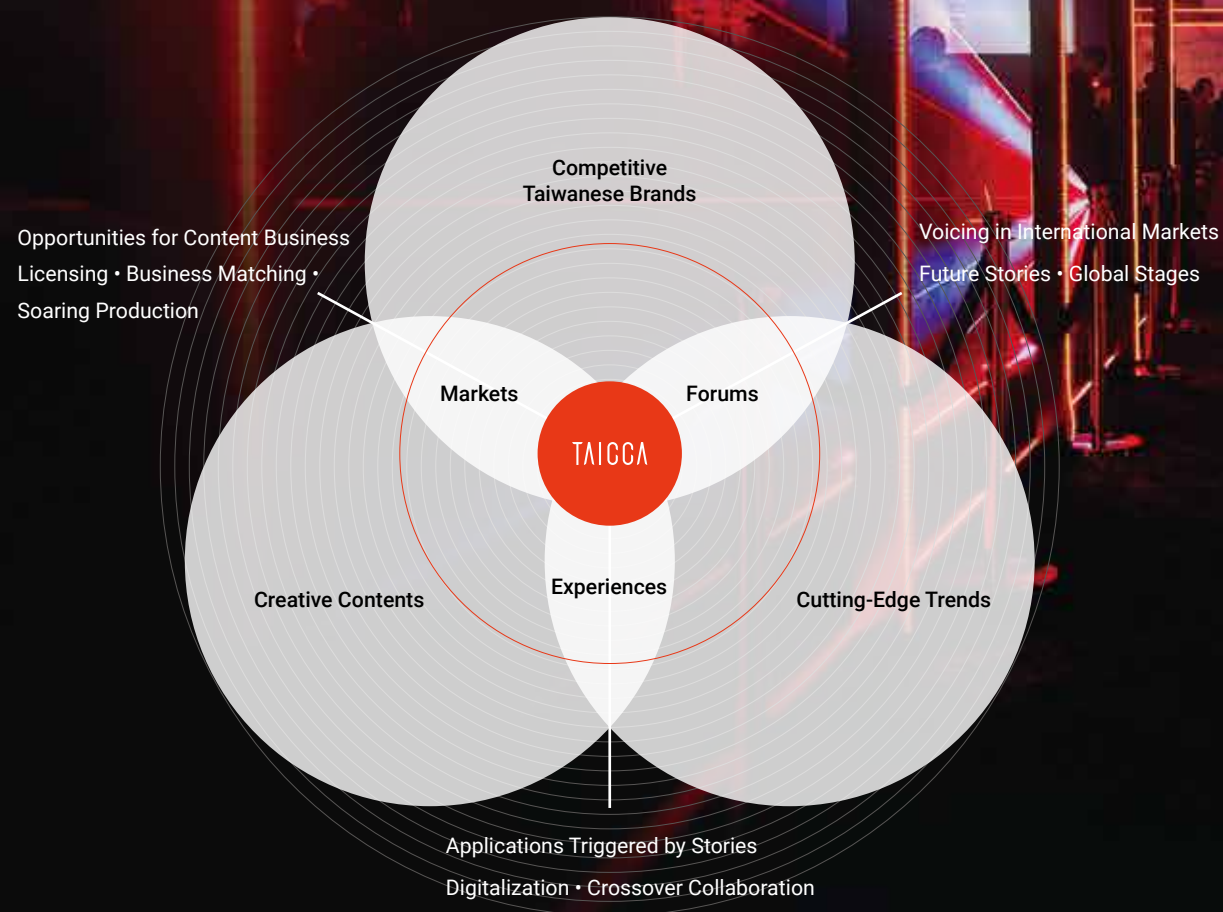 Competitive
Taiwanese Brands
Opportunities for Content Business
Licensing • Business Matching •
Soaring Production
Voicing in International Markets
Future Stories • Global Stages
Markets
Forums
TAICCA
Experiences
Creative Contents
Cutting-Edge Trends
Applications Triggered by Stories
Digitalization • Crossover Collaboration